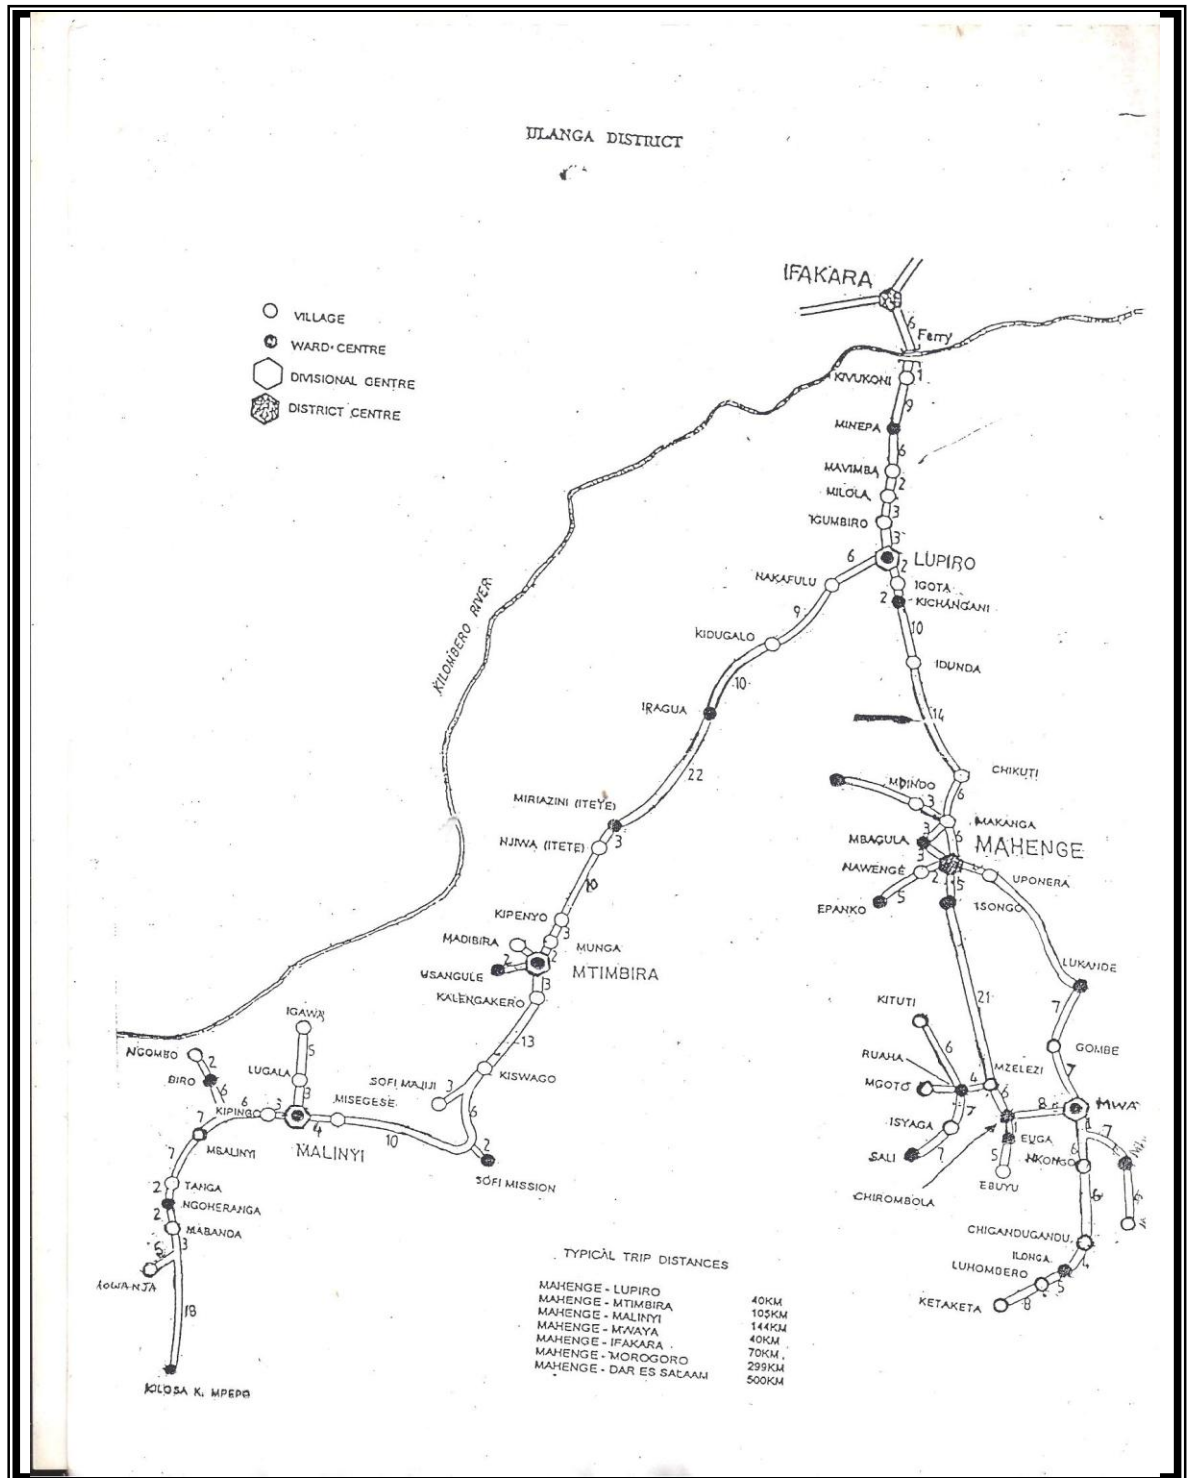 ULANGA DISTRICT
VILLAGE
WARD CENTRE
DIVISIONAL CENTRE
DISTRICT CENTRE
IFAKARA
6
Ferry
KIVUKONI
1
9
MINEPA
6
MAVIMBA
2
MILOLA
3
IGUMBIRO
3
LUPIRO
6
2
NAKAFULU
IGOTA
2
KICHANGANI
9
10
KIDUGALO
IDUNDA
10
KILOMBERO RIVER
IRAGUA
14
22
CHIKUTI
MDINDO
3
6
MIRIAZINI (ITETE)
3
MAKANGA
3
6
NJIWA (ITETE)
MBAGULA
3
MAHENGE
NAWENGE
2
5
UPONERA
10
EPANKO
5
ISONGO
KIPENYO
3
MADIBIRA
MUNGA
2
2
USANGULE
MTIMBIRA
LUKANDE
3
KALENGAKERO
21
7
KITUTI
IGAWA
13
GOMBE
NGOMBO
2
5
6
RUAHA
7
BIRO
6
LUGALA
KISWAGO
MZELEZI
SOFI MAJIJI
3
MGOTO
4
6
3
MISEGESE
6
KIPINGO
6
3
7
8
MWA
7
4
MALINYI
10
ISYAGA
MBALINYI
2
EUGA
7
7
SALI
7
5
NKONGO
6
SOFI MISSION
EBUYU
TANGA
2
CHIROMBOLA
NGOHERANGA
2
6
6
MABANDA
CHIGANDUGANDU
3
5
ILONGA
4
LUHOMBERO
5
KETAKETA
8
18
KILOSA K. MPEPO
TYPICAL TRIP DISTANCES
MAHENGE - LUPIRO 40KM
MAHENGE - MTIMBIRA 105KM
MAHENGE - MALINYI 144KM
MAHENGE - MWAYA 40KM
MAHENGE - IFAKARA 70KM
MAHENGE - MOROGORO 299KM
MAHENGE - DAR ES SALAAM 500KM